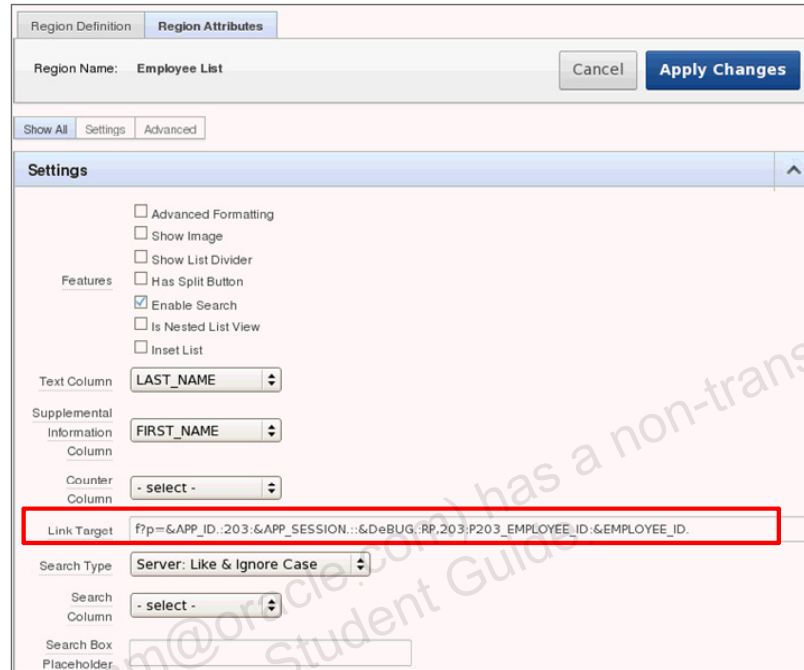 Region Definition Region Attributes
Region Name: Employee List Cancel Apply Changes
Show All Settings Advanced
Settings
Advanced Formatting
Show Image
Show List Divider
Features Has Split Button
Enable Search
Is Nested List View
Inset List
Text Column LAST_NAME
Supplemental
Information FIRST_NAME
Column
Counter
Column - select -
Link Target f?p=&APP_ID.:203:&APP_SESSION.::&DeBUG.:RP,203:P203_EMPLOYEE_ID:&EMPLOYEE_ID.
Search Type Server: Like & Ignore Case
Search
Column - select -
Search Box
Placeholder
has a non-trans
m@oracle.com)
Student Guide